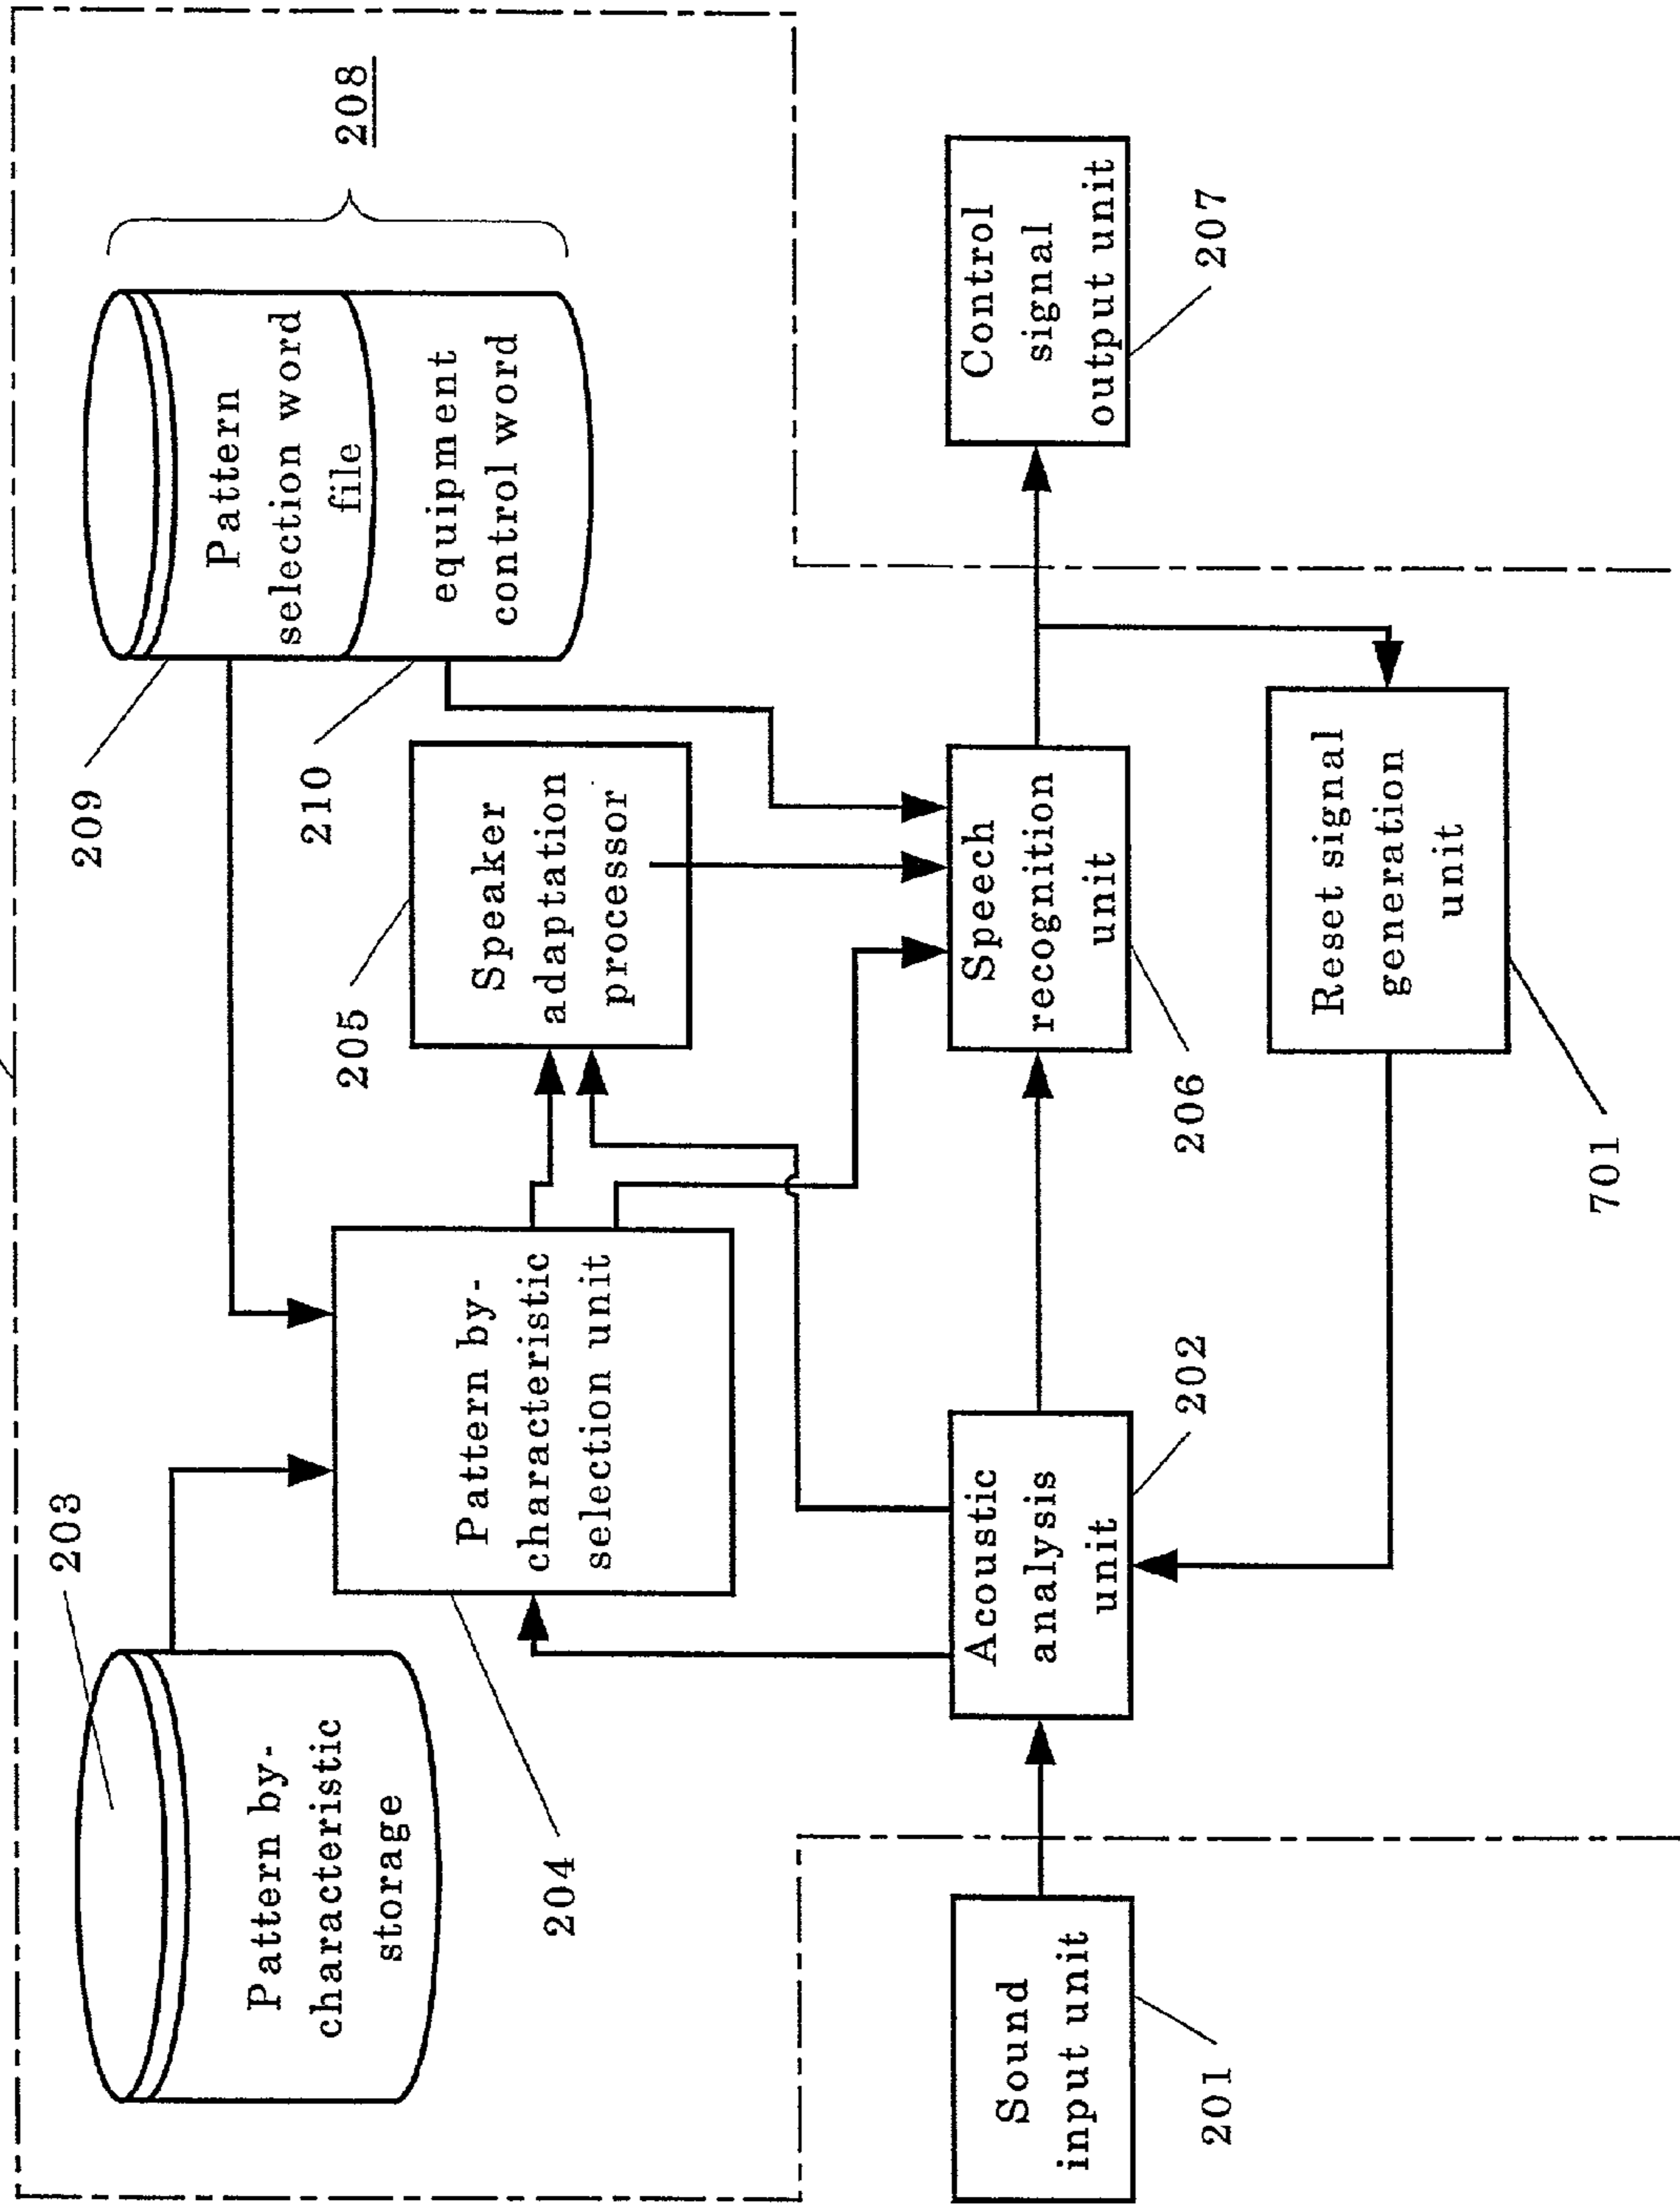 203
Pattern by-
characteristic
storage
209
Pattern
selection word
file
208
210
equipment
control word
204
Pattern by-
characteristic
selection unit
205
Speaker
adaptation
processor
Sound
input unit
201
Acoustic
analysis
unit
202
Speech
recognition
unit
206
Control
signal
output unit
207
Reset signal
generation
unit
701